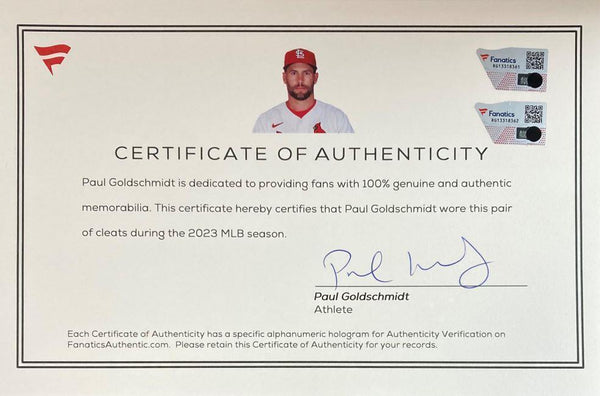 Fanatics
RG13318361
Fanatics
RG13318362
CERTIFICATE OF AUTHENTICITY
Paul Goldschmidt is dedicated to providing fans with 100% genuine and authentic
memorabilia. This certificate hereby certifies that Paul Goldschmidt wore this pair
of cleats during the 2023 MLB season.
Paul Goldschmidt
Athlete
Each Certificate of Authenticity has a specific alphanumeric hologram for Authenticity Verification on
FanaticsAuthentic.com. Please retain this Certificate of Authenticity for your records.